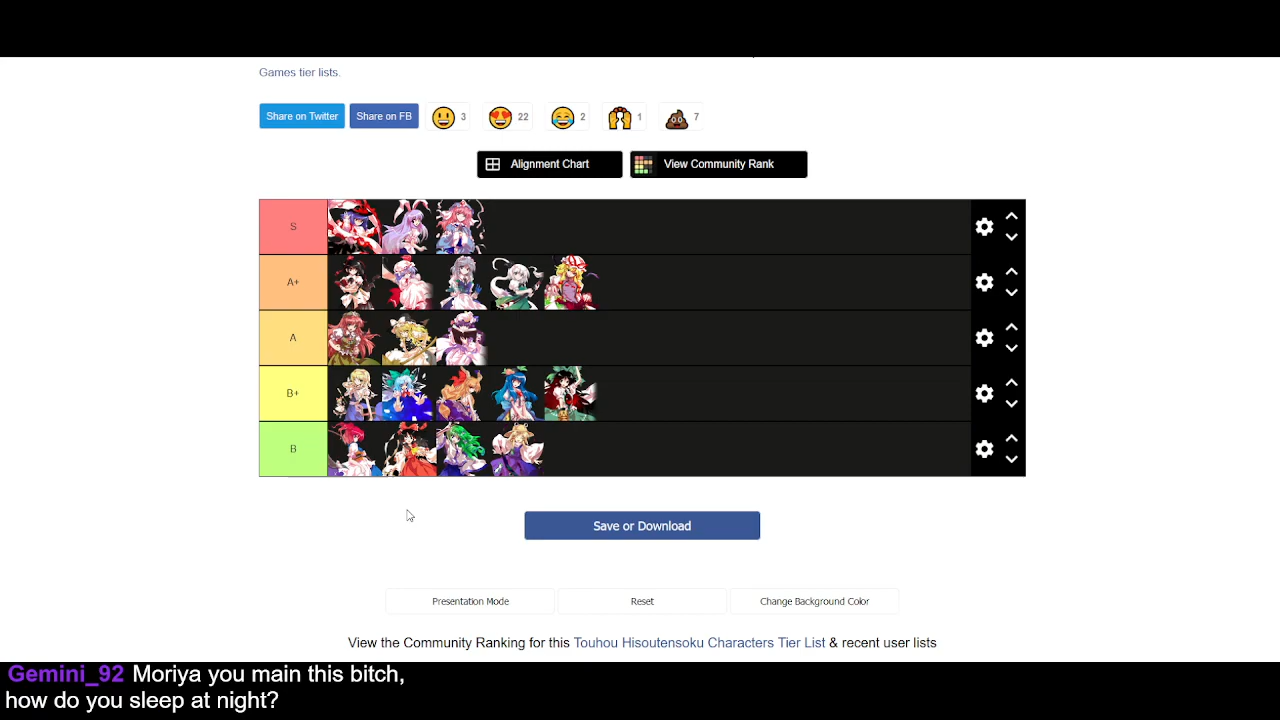 Games tier lists.
Share on Twitter
Share on FB
3
22
2
1
7
Alignment Chart
View Community Rank
S
A+
A
B+
B
Save or Download
Presentation Mode
Reset
Change Background Color
View the Community Ranking for this Touhou Hisoutensoku Characters Tier List & recent user lists
Gemini_92 Moriya you main this bitch,
how do you sleep at night?